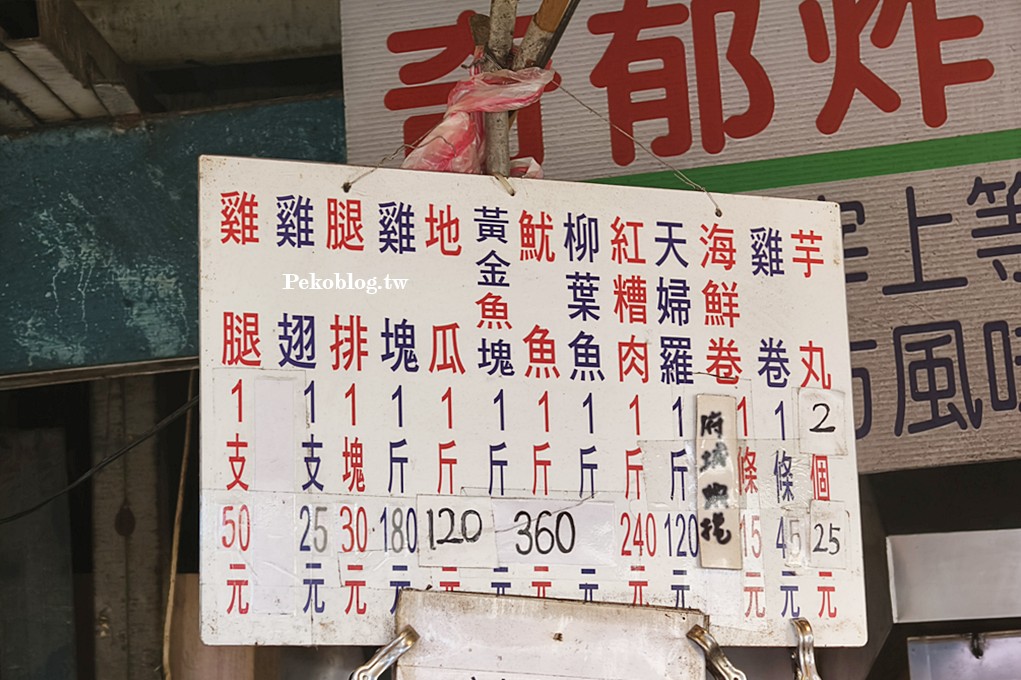 郁炸
上等
風味
雞腿1支50元
雞翅1支25元
腿排1塊30元
雞塊1斤180元
地瓜1斤120元
黃金魚塊1斤元
魷魚1斤360元
柳葉魚1斤元
紅糟肉1斤240元
天婦羅1斤120元
海鮮卷1條15元
府城
雞卷1條45元
芋丸2個25元
Pekoblog.tw